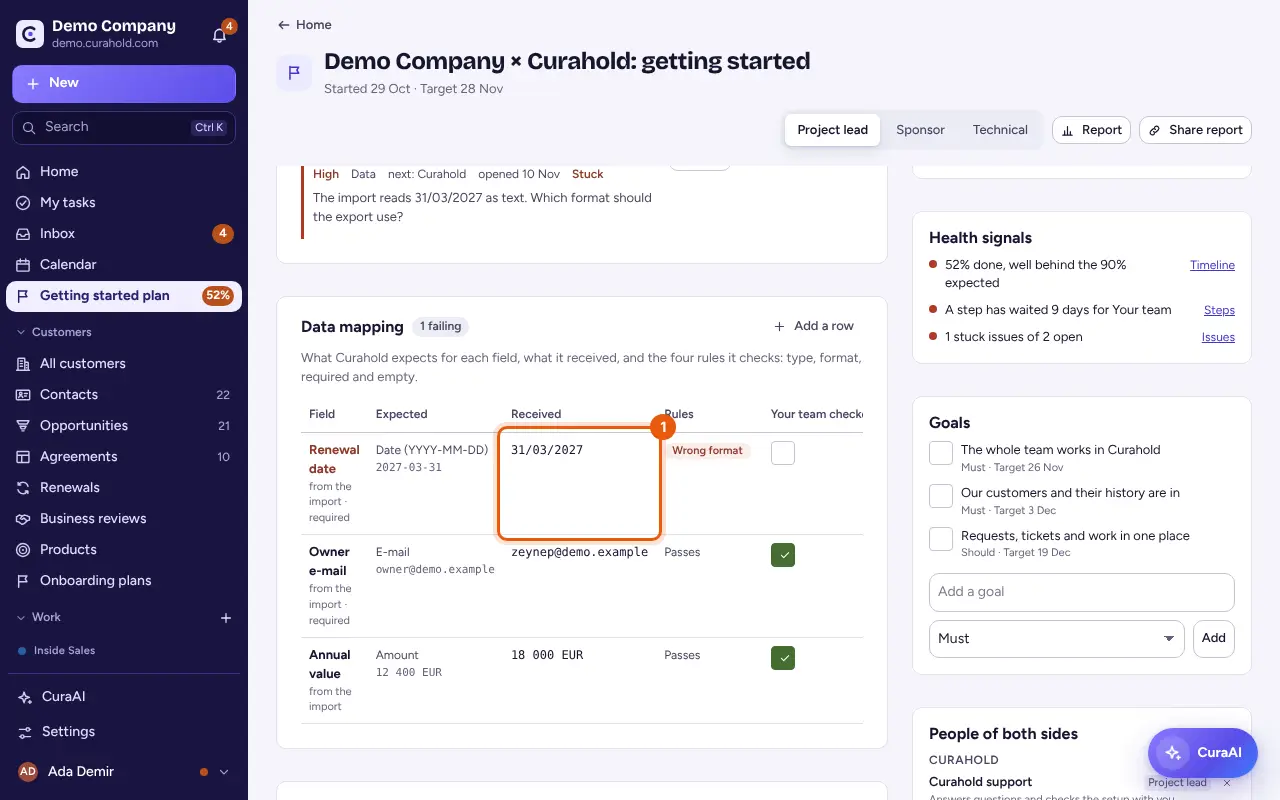 Demo Company
demo.curahold.com
4
New
Search
Ctrl K
Home
My tasks
Inbox
4
Calendar
Getting started plan
52%
Customers
All customers
Contacts
22
Opportunities
21
Agreements
10
Renewals
Business reviews
Products
Onboarding plans
Work
Inside Sales
CuraAI
Settings
AD
Ada Demir
Home
Demo Company × Curahold: getting started
Started 29 Oct · Target 28 Nov
Project lead
Sponsor
Technical
Report
Share report
High Data next: Curahold opened 10 Nov Stuck
The import reads 31/03/2027 as text. Which format should
the export use?
Data mapping
1 failing
Add a row
What Curahold expects for each field, what it received, and the four rules it checks: type, format,
required and empty.
Field Expected Received Rules Your team checke
1
Renewal
date
from the
import ·
required
Date (YYYY-MM-DD)
2027-03-31
31/03/2027
Wrong format
Owner
e-mail
from the
import ·
required
E-mail
owner@demo.example
zeynep@demo.example
Passes
Annual
value
from the
import
Amount
12 400 EUR
18 000 EUR
Passes
Health signals
52% done, well behind the 90%
expected
Timeline
A step has waited 9 days for Your team
Steps
1 stuck issues of 2 open
Issues
Goals
The whole team works in Curahold
Must · Target 26 Nov
Our customers and their history are in
Must · Target 3 Dec
Requests, tickets and work in one place
Should · Target 19 Dec
Add a goal
Must
Add
People of both sides
CURAHOLD
Curahold support
Project lead ×
Answers questions and checks the setup with you
CuraAI